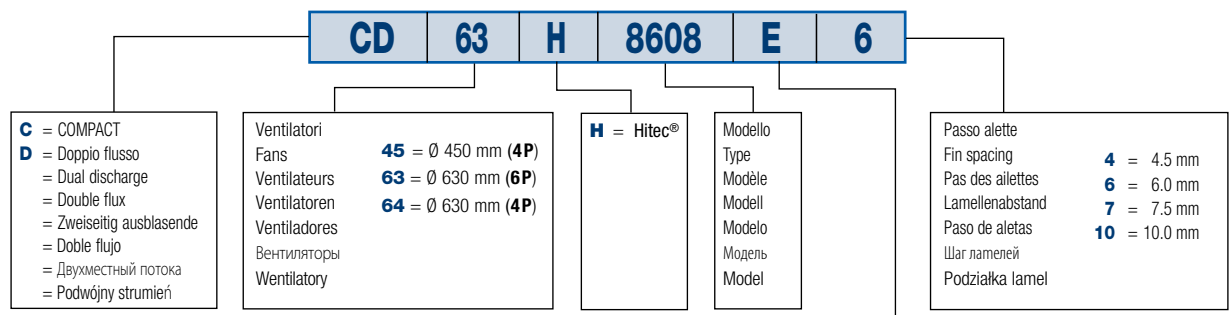 CD 63 H 8608 E 6
C = COMPACT
D = Doppio flusso
= Dual discharge
= Double flux
= Zweiseitig ausblasende
= Doble flujo
= Двухместный потока
= Podwójny strumień
Ventilatori
Fans
Ventilateurs
Ventilatoren
Ventiladores
Вентиляторы
Wentilatory
45 = Ø 450 mm (4P)
63 = Ø 630 mm (6P)
64 = Ø 630 mm (4P)
H = Hitec®
Modello
Type
Modèle
Modell
Modelo
Модель
Model
Passo alette
Fin spacing
Pas des ailettes
Lamellenabstand
Paso de aletas
Шаг ламелей
Podziałka lamel
4 = 4.5 mm
6 = 6.0 mm
7 = 7.5 mm
10 = 10.0 mm